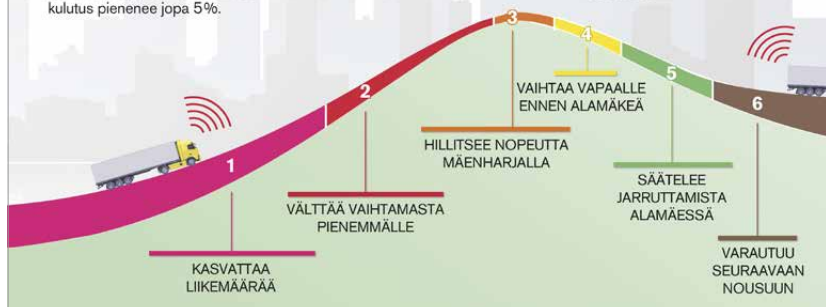 kulutus pienenee jopa 5%.
1
KASVATTAA
LIIKEMÄÄRÄÄ
2
VÄLTTÄÄ VAIHTAMASTA
PIENEMMÄLLE
3
HILLITSEE NOPEUTTA
MÄENHARJALLA
4
VAIHTAA VAPAALLE
ENNEN ALAMÄKEÄ
5
SÄÄTELEE
JARRUTTAMISTA
ALAMÄESSÄ
6
VARAUTUU
SEURAAVAAN
NOUSUUN